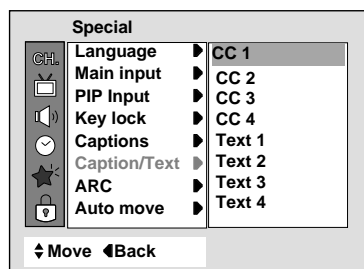 Special
CH.
Language
Main input
PIP Input
Key lock
Captions
Caption/Text
ARC
Auto move
CC 1
CC 2
CC 3
CC 4
Text 1
Text 2
Text 3
Text 4
Move Back